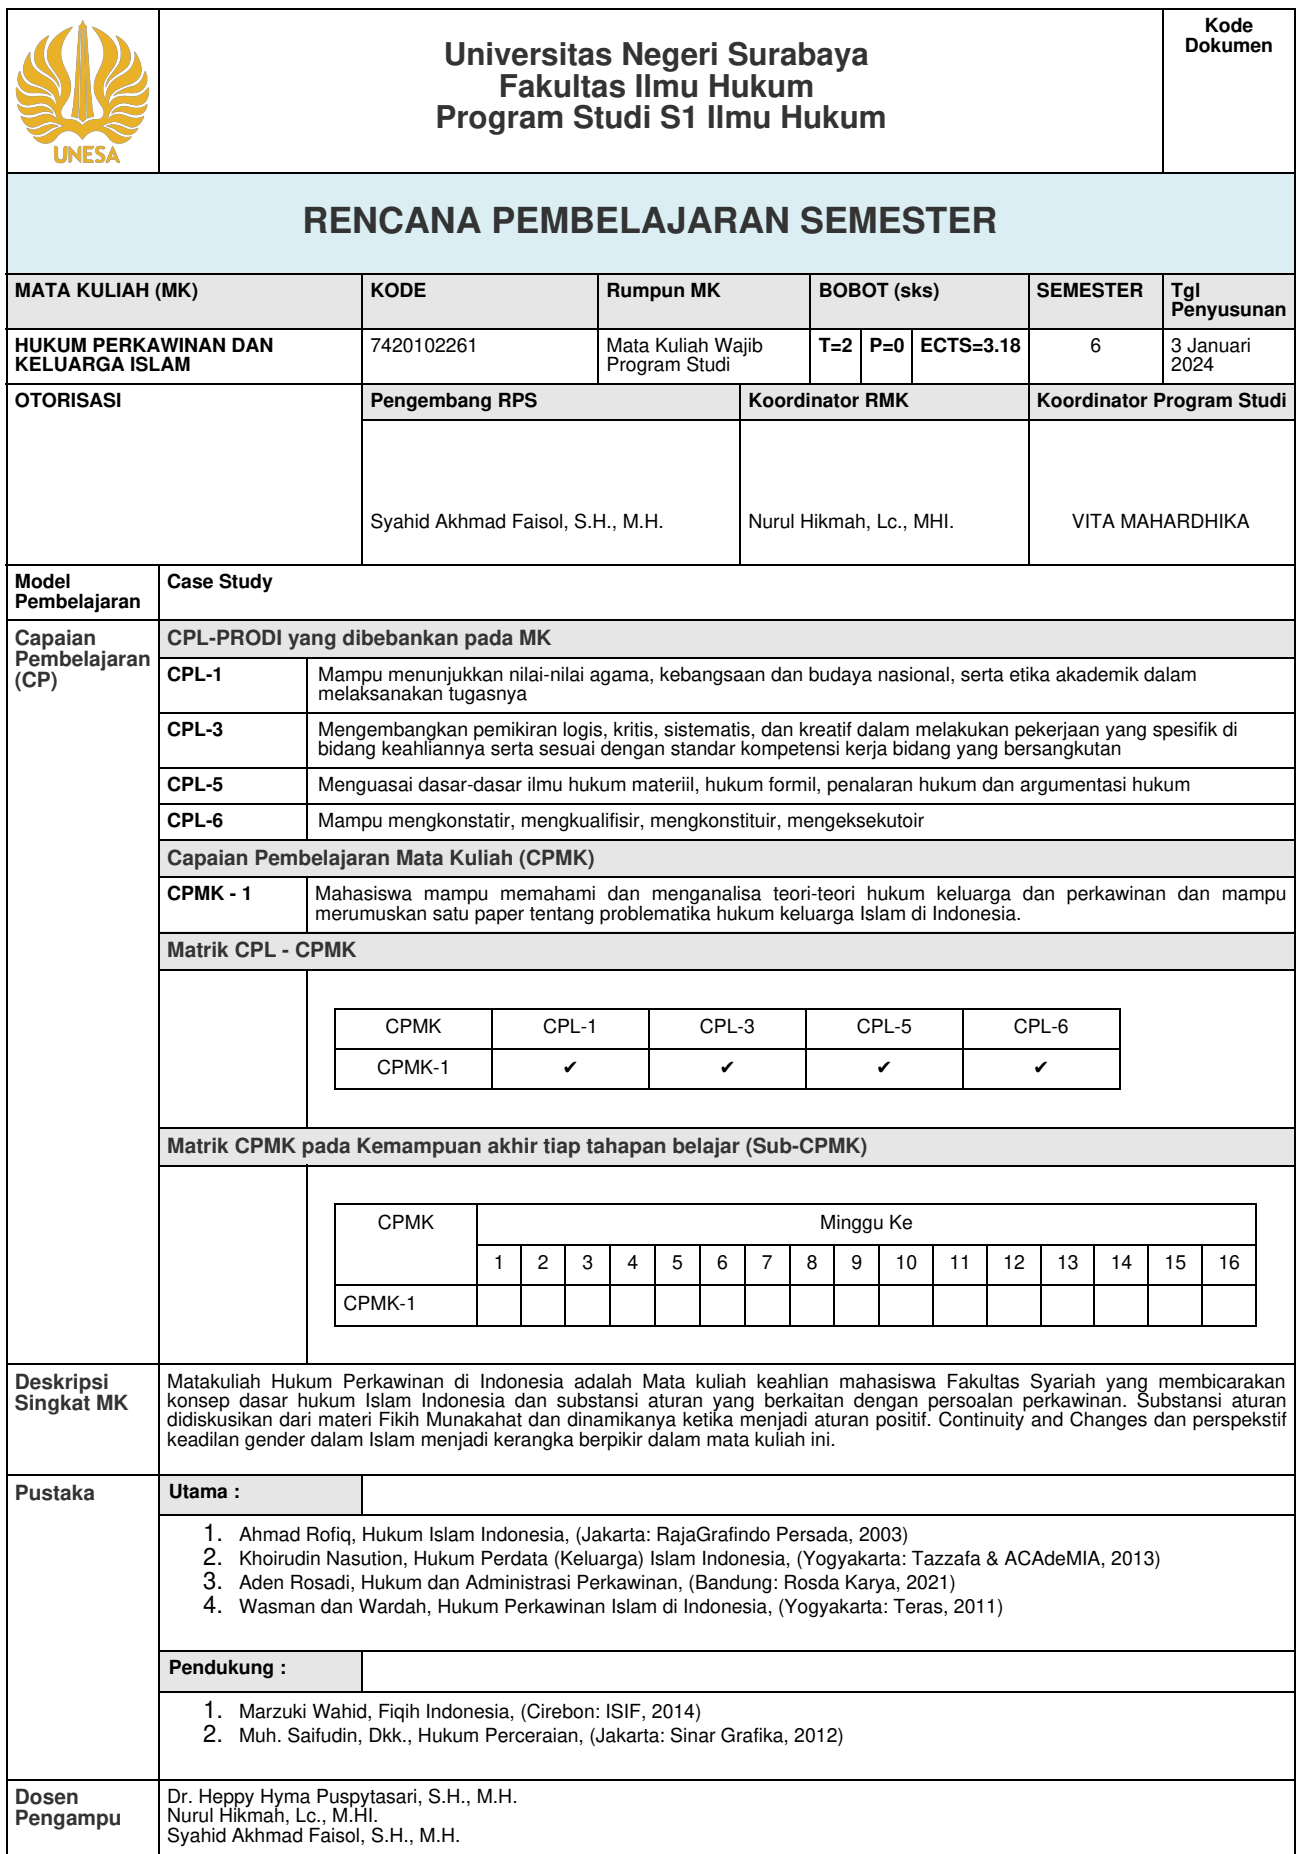 UNESA
Universitas Negeri Surabaya
Fakultas Ilmu Hukum
Program Studi S1 Ilmu Hukum
Kode
Dokumen
RENCANA PEMBELAJARAN SEMESTER
MATA KULIAH (MK)
KODE
Rumpun MK
BOBOT (sks)
SEMESTER
Tgl
Penyusunan
HUKUM PERKAWINAN DAN
KELUARGA ISLAM
7420102261
Mata Kuliah Wajib
Program Studi
T=2
P=0
ECTS=3.18
6
3 Januari
2024
OTORISASI
Pengembang RPS
Koordinator RMK
Koordinator Program Studi
Syahid Akhmad Faisol, S.H., M.H.
Nurul Hikmah, Lc., MHI.
VITA MAHARDHIKA
Model
Pembelajaran
Case Study
Capaian
Pembelajaran
(CP)
CPL-PRODI yang dibebankan pada MK
CPL-1
Mampu menunjukkan nilai-nilai agama, kebangsaan dan budaya nasional, serta etika akademik dalam
melaksanakan tugasnya
CPL-3
Mengembangkan pemikiran logis, kritis, sistematis, dan kreatif dalam melakukan pekerjaan yang spesifik di
bidang keahliannya serta sesuai dengan standar kompetensi kerja bidang yang bersangkutan
CPL-5
Menguasai dasar-dasar ilmu hukum materiil, hukum formil, penalaran hukum dan argumentasi hukum
CPL-6
Mampu mengkonstatir, mengkualifisir, mengkonstituir, mengeksekutoir
Capaian Pembelajaran Mata Kuliah (CPMK)
CPMK - 1
Mahasiswa mampu memahami dan menganalisa teori-teori hukum keluarga dan perkawinan dan mampu
merumuskan satu paper tentang problematika hukum keluarga Islam di Indonesia.
Matrik CPL - CPMK
CPMK CPL-1 CPL-3 CPL-5 CPL-6
CPMK-1 ✔ ✔ ✔ ✔
Matrik CPMK pada Kemampuan akhir tiap tahapan belajar (Sub-CPMK)
CPMK
Minggu Ke
1 2 3 4 5 6 7 8 9 10 11 12 13 14 15 16
CPMK-1
Deskripsi
Singkat MK
Matakuliah Hukum Perkawinan di Indonesia adalah Mata kuliah keahlian mahasiswa Fakultas Syariah yang membicarakan
konsep dasar hukum Islam Indonesia dan substansi aturan yang berkaitan dengan persoalan perkawinan. Substansi aturan
didiskusikan dari materi Fikih Munakahat dan dinamikanya ketika menjadi aturan positif. Continuity and Changes dan perspekstif
keadilan gender dalam Islam menjadi kerangka berpikir dalam mata kuliah ini.
Pustaka
Utama :
1. Ahmad Rofiq, Hukum Islam Indonesia, (Jakarta: RajaGrafindo Persada, 2003)
2. Khoirudin Nasution, Hukum Perdata (Keluarga) Islam Indonesia, (Yogyakarta: Tazzafa & ACAdeMIA, 2013)
3. Aden Rosadi, Hukum dan Administrasi Perkawinan, (Bandung: Rosda Karya, 2021)
4. Wasman dan Wardah, Hukum Perkawinan Islam di Indonesia, (Yogyakarta: Teras, 2011)
Pendukung :
1. Marzuki Wahid, Fiqih Indonesia, (Cirebon: ISIF, 2014)
2. Muh. Saifudin, Dkk., Hukum Perceraian, (Jakarta: Sinar Grafika, 2012)
Dosen
Pengampu
Dr. Heppy Hyma Puspytasari, S.H., M.H.
Nurul Hikmah, Lc., M.HI.
Syahid Akhmad Faisol, S.H., M.H.